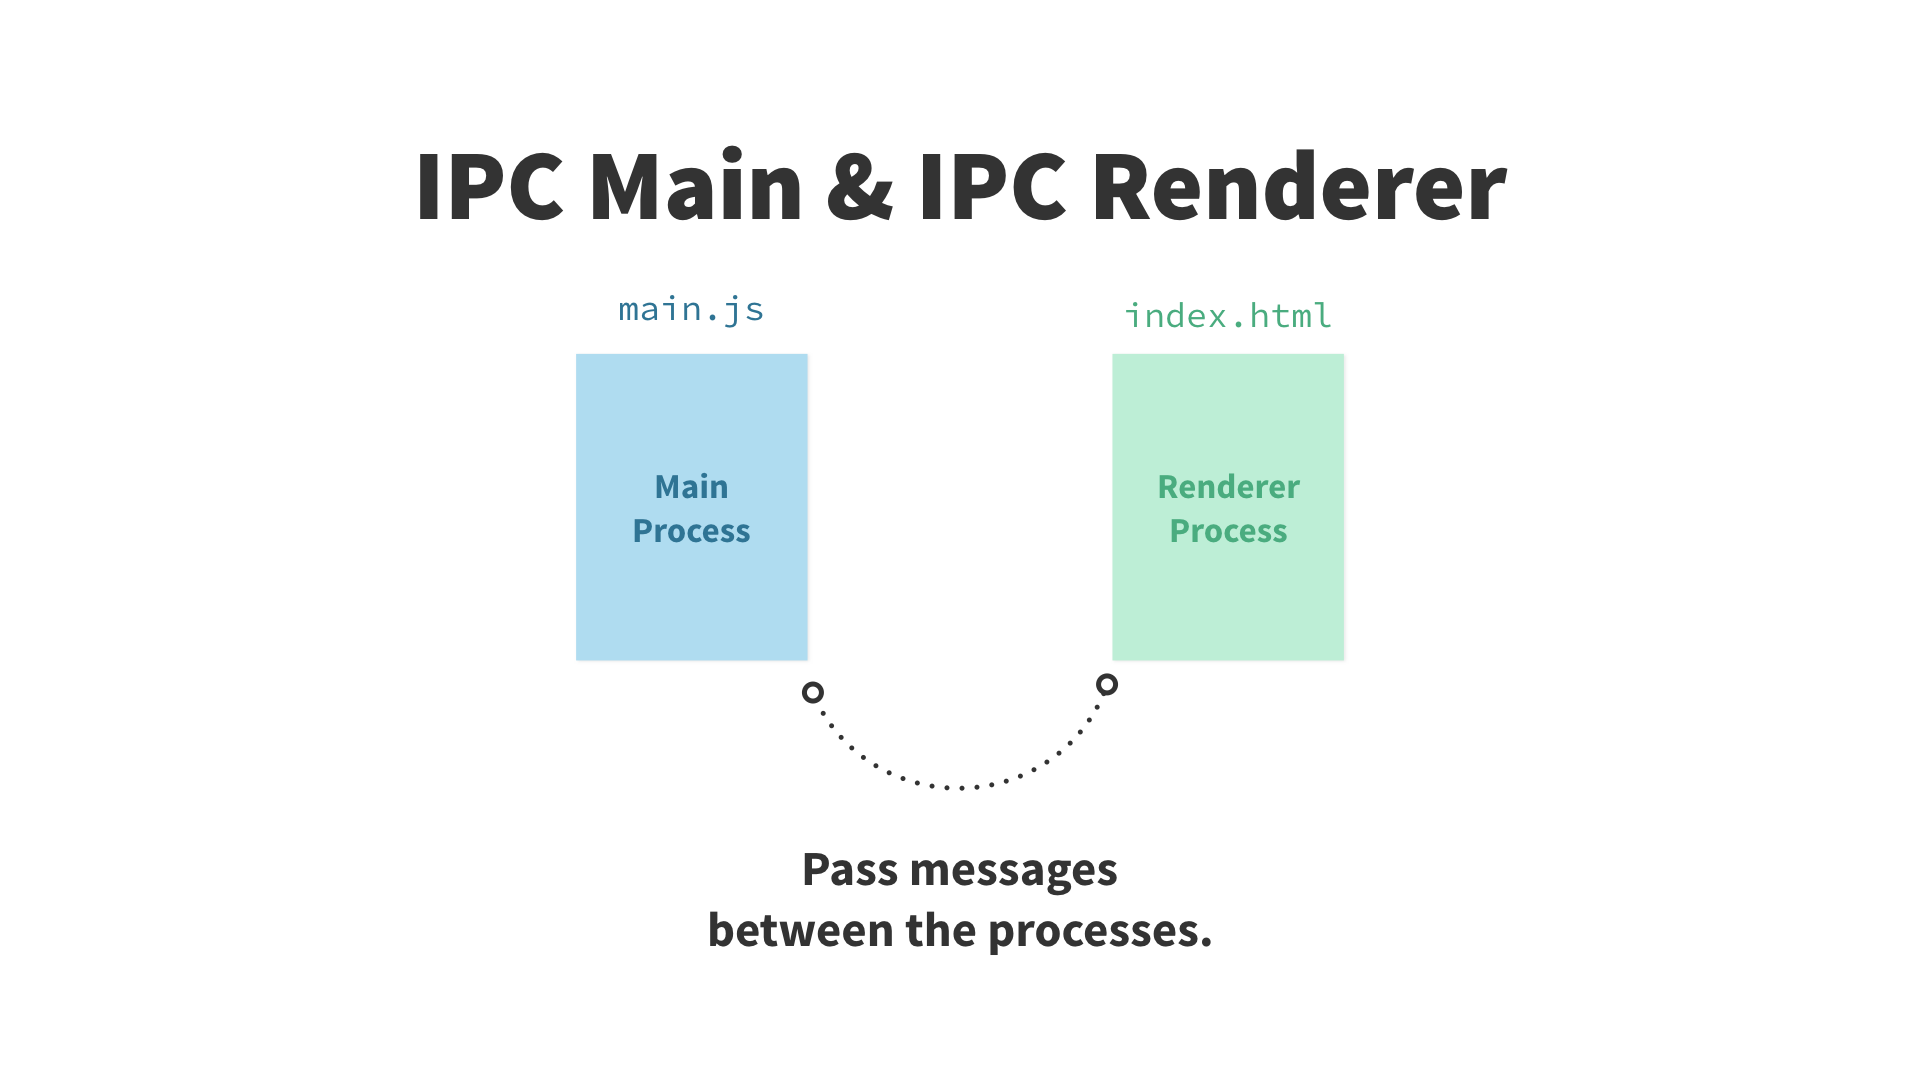 IPC Main & IPC Renderer
main.js
index.html
Main
Process
Renderer
Process
Pass messages
between the processes.